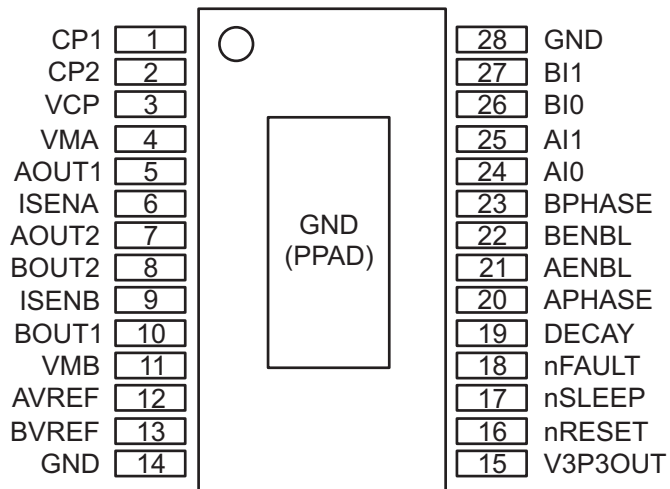 CP1 1 28 GND
CP2 2 27 BI1
VCP 3 26 BI0
VMA 4 25 AI1
AOUT1 5 24 AI0
ISENA 6 23 BPHASE
AOUT2 7 GND 22 BENBL
BOUT2 8 (PPAD) 21 AENBL
ISENB 9 20 APHASE
BOUT1 10 19 DECAY
VMB 11 18 nFAULT
AVREF 12 17 nSLEEP
BVREF 13 16 nRESET
GND 14 15 V3P3OUT